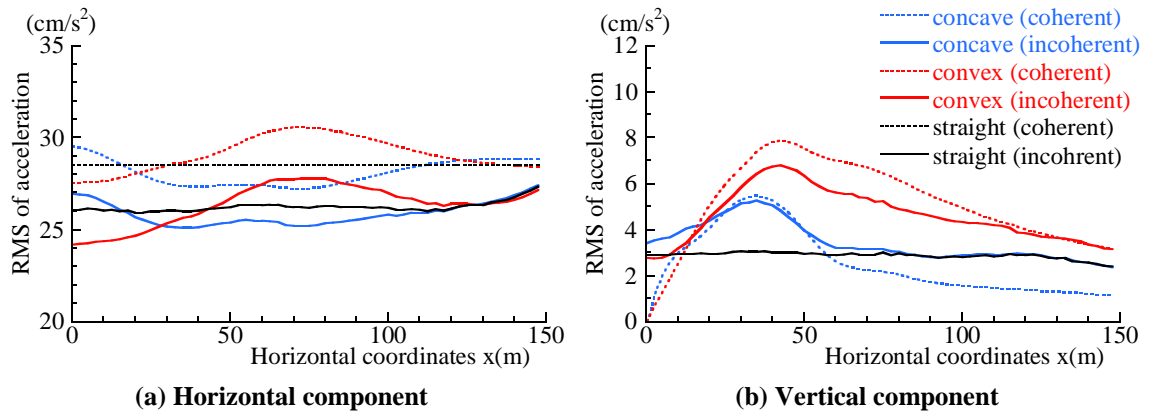 (cm/s2)
35
30
25
20
RMS of acceleration
0
50
100
150
Horizontal coordinates x(m)
(a) Horizontal component
(cm/s2)
12
10
8
6
4
2
0
RMS of acceleration
0
50
100
150
Horizontal coordinates x(m)
concave (coherent)
concave (incoherent)
convex (coherent)
convex (incoherent)
straight (coherent)
straight (incohrent)
(b) Vertical component